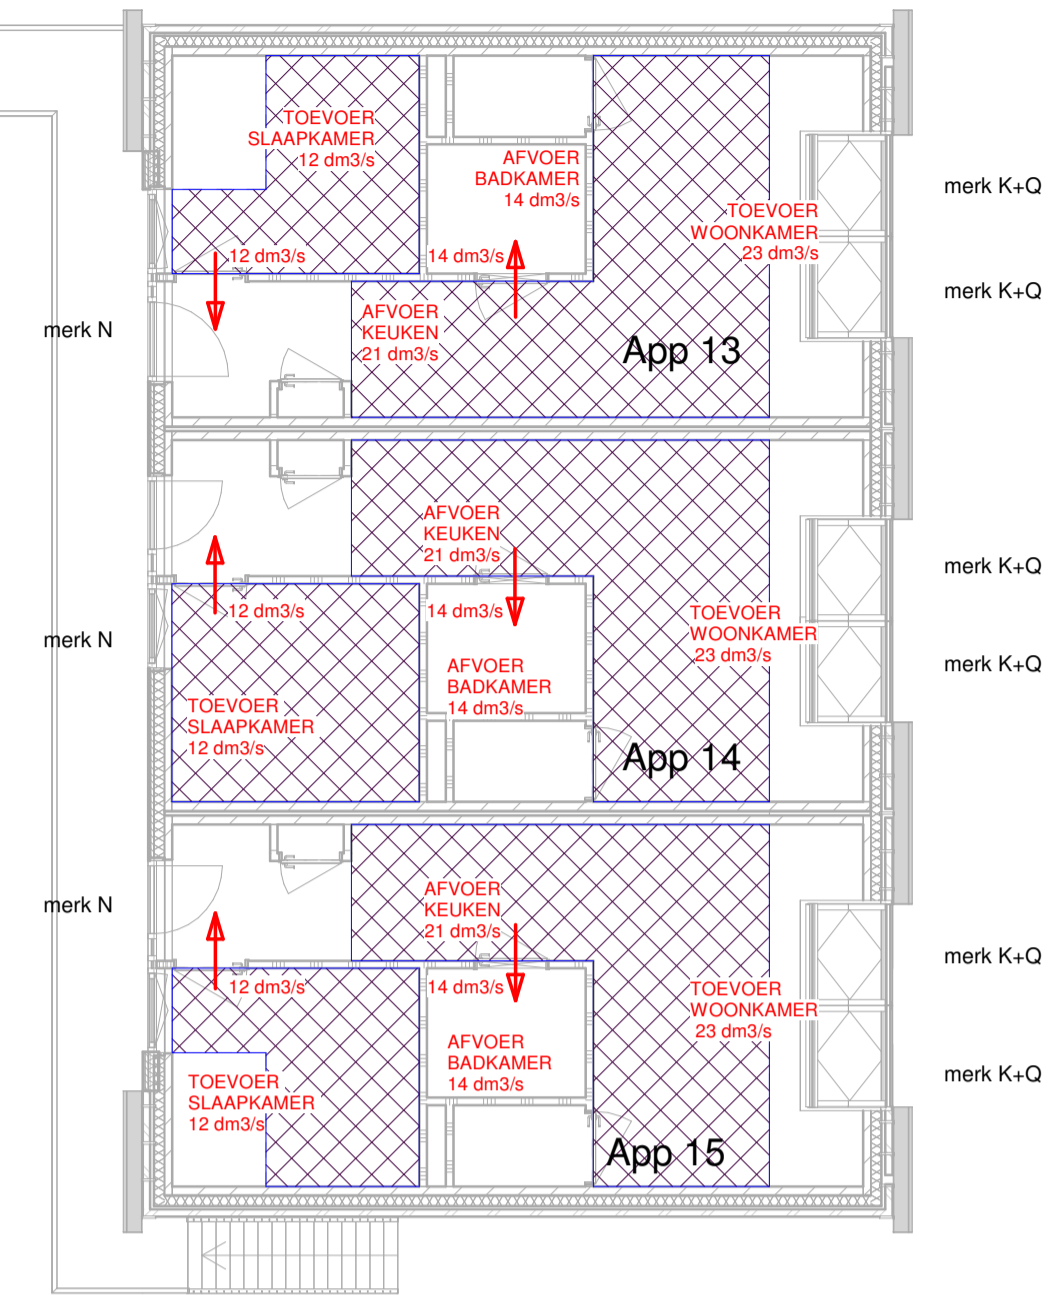 TOEVOER
SLAAPKAMER
12 dm3/s
AFVOER
BADKAMER
14 dm3/s
merk K+Q
TOEVOER
WOONKAMER
23 dm3/s
12 dm3/s
14 dm3/s
merk K+Q
merk N
AFVOER
KEUKEN
21 dm3/s
App 13
AFVOER
KEUKEN
21 dm3/s
merk K+Q
12 dm3/s
14 dm3/s
merk N
TOEVOER
WOONKAMER
23 dm3/s
merk K+Q
AFVOER
BADKAMER
14 dm3/s
TOEVOER
SLAAPKAMER
12 dm3/s
App 14
merk N
AFVOER
KEUKEN
21 dm3/s
merk K+Q
12 dm3/s
14 dm3/s
TOEVOER
WOONKAMER
23 dm3/s
AFVOER
BADKAMER
14 dm3/s
merk K+Q
TOEVOER
SLAAPKAMER
12 dm3/s
App 15